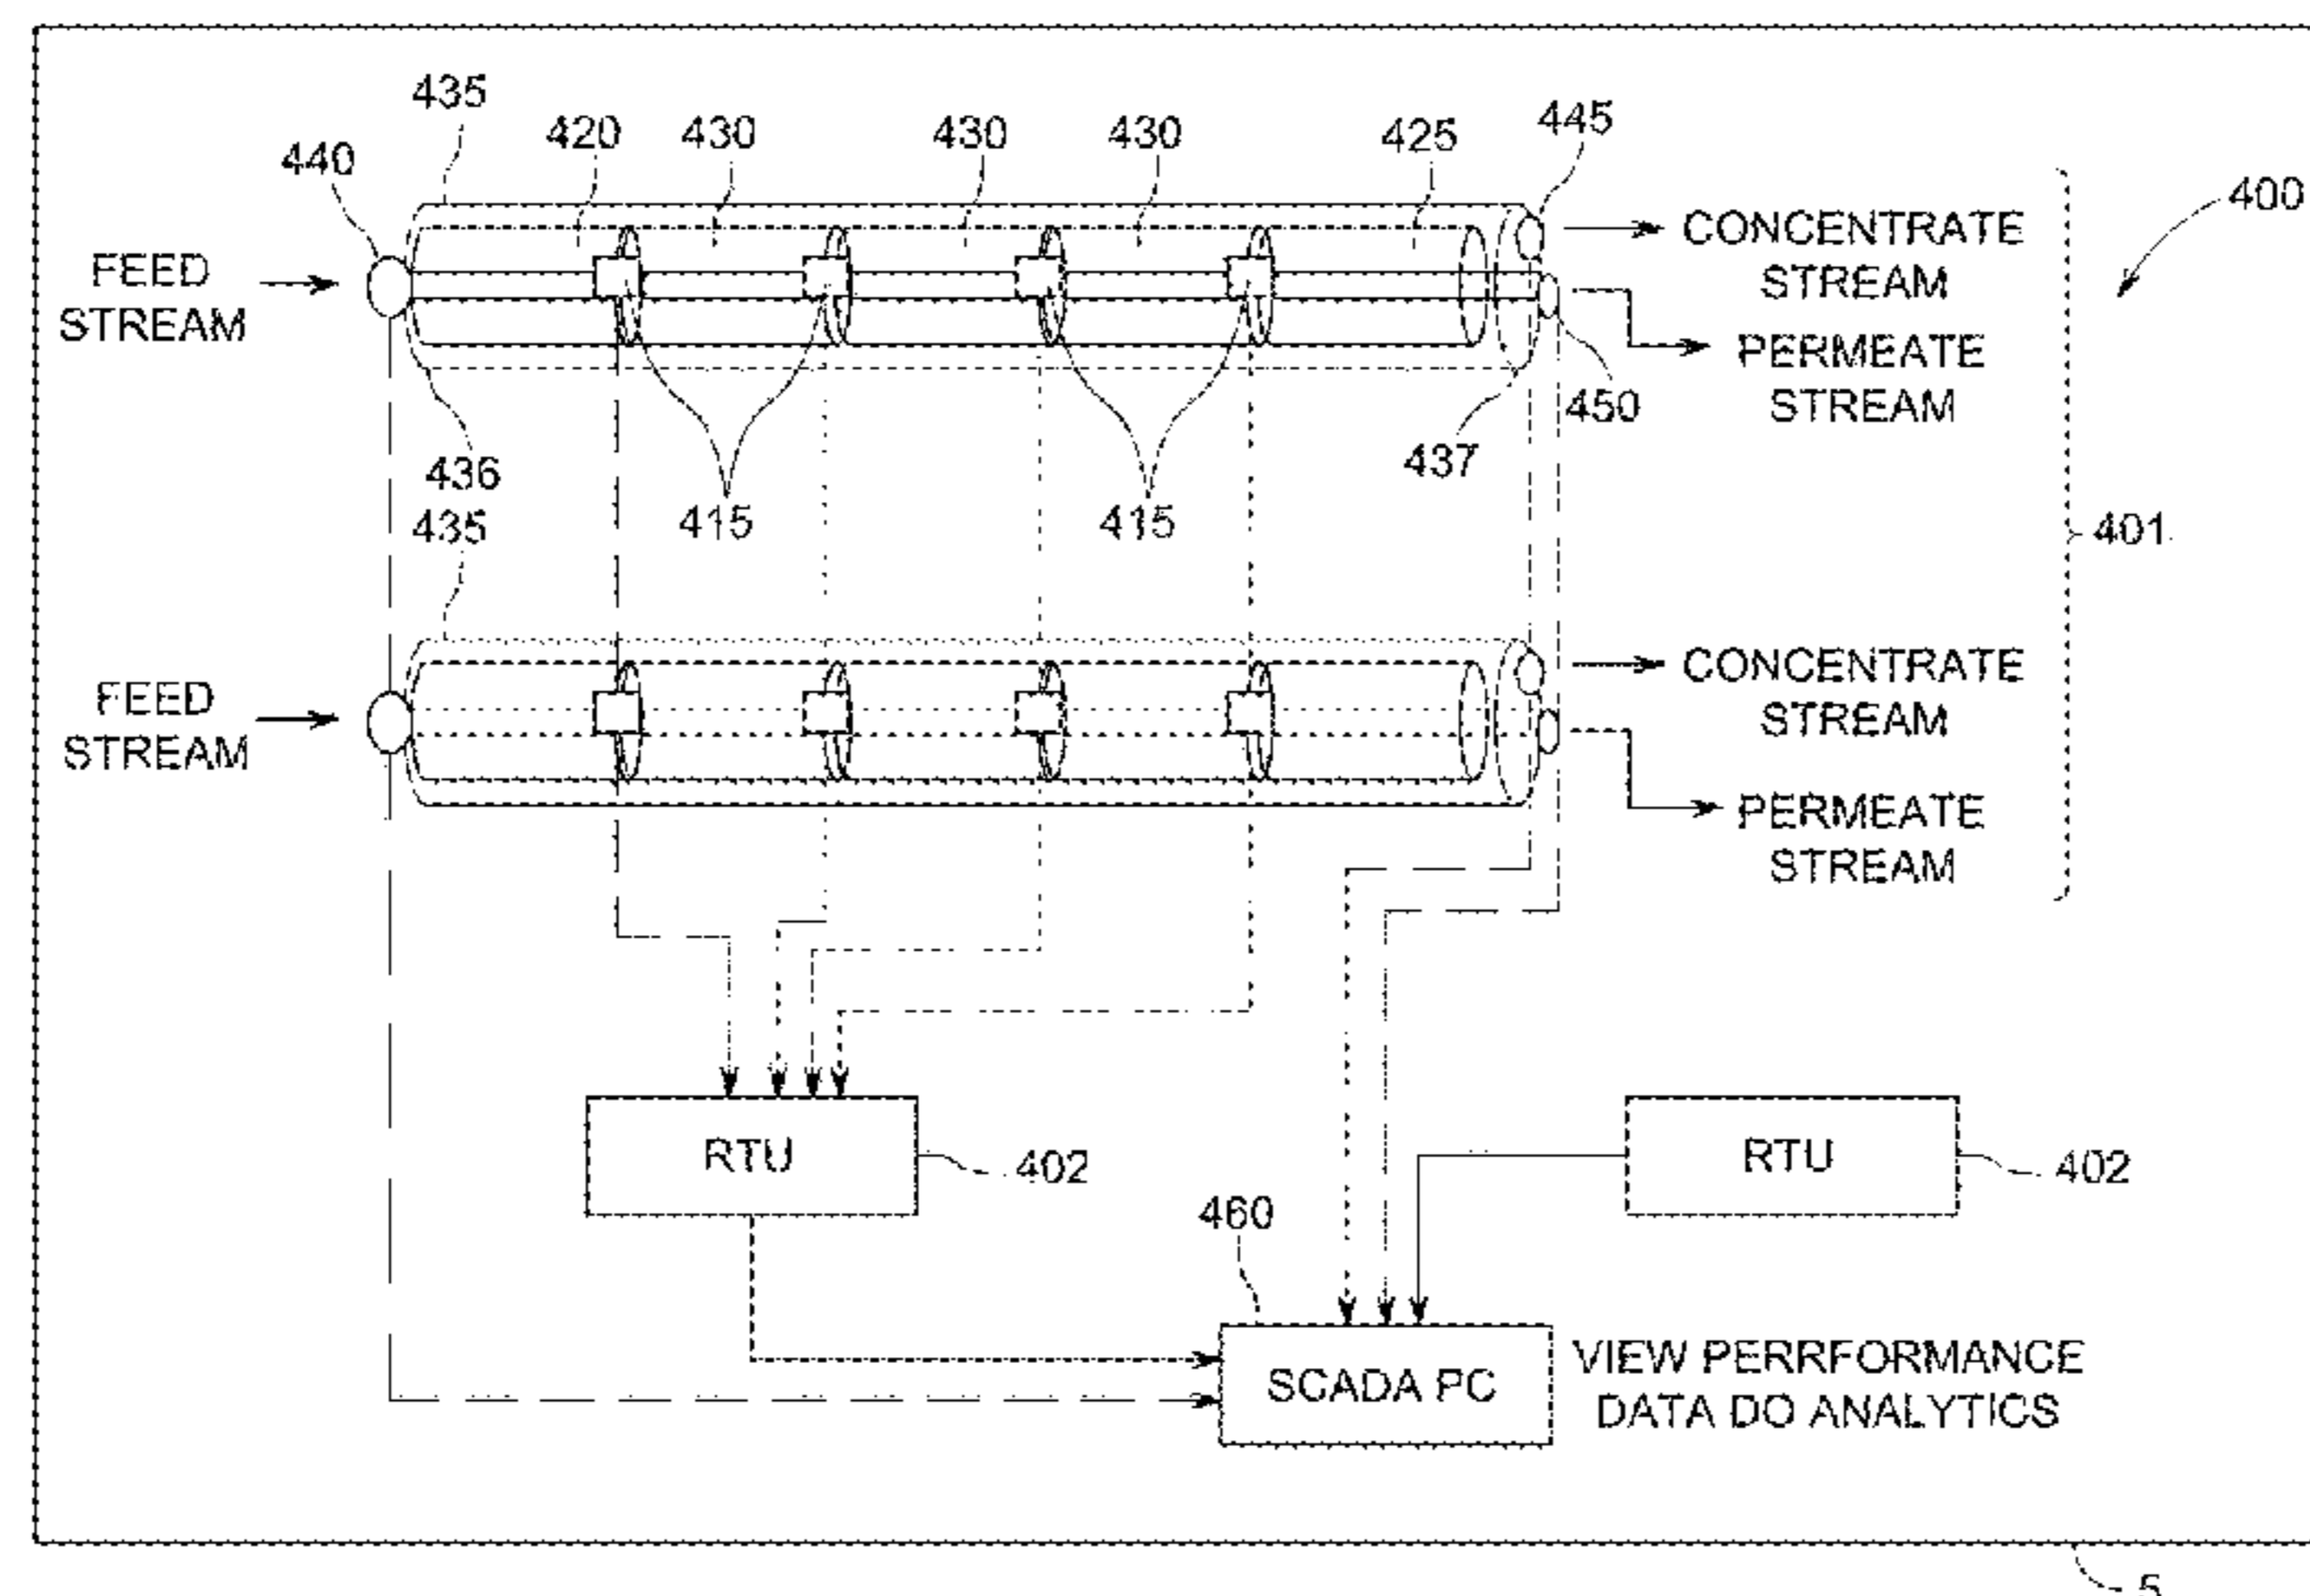 435
420
430
430
430
425
445
440
400
FEED
STREAM
CONCENTRATE
STREAM
PERMEATE
STREAM
450
436
437
415
415
435
401
FEED
STREAM
CONCENTRATE
STREAM
PERMEATE
STREAM
RTU
402
RTU
402
460
SCADA PC
VIEW PERRFORMANCE
DATA DO ANALYTICS
5